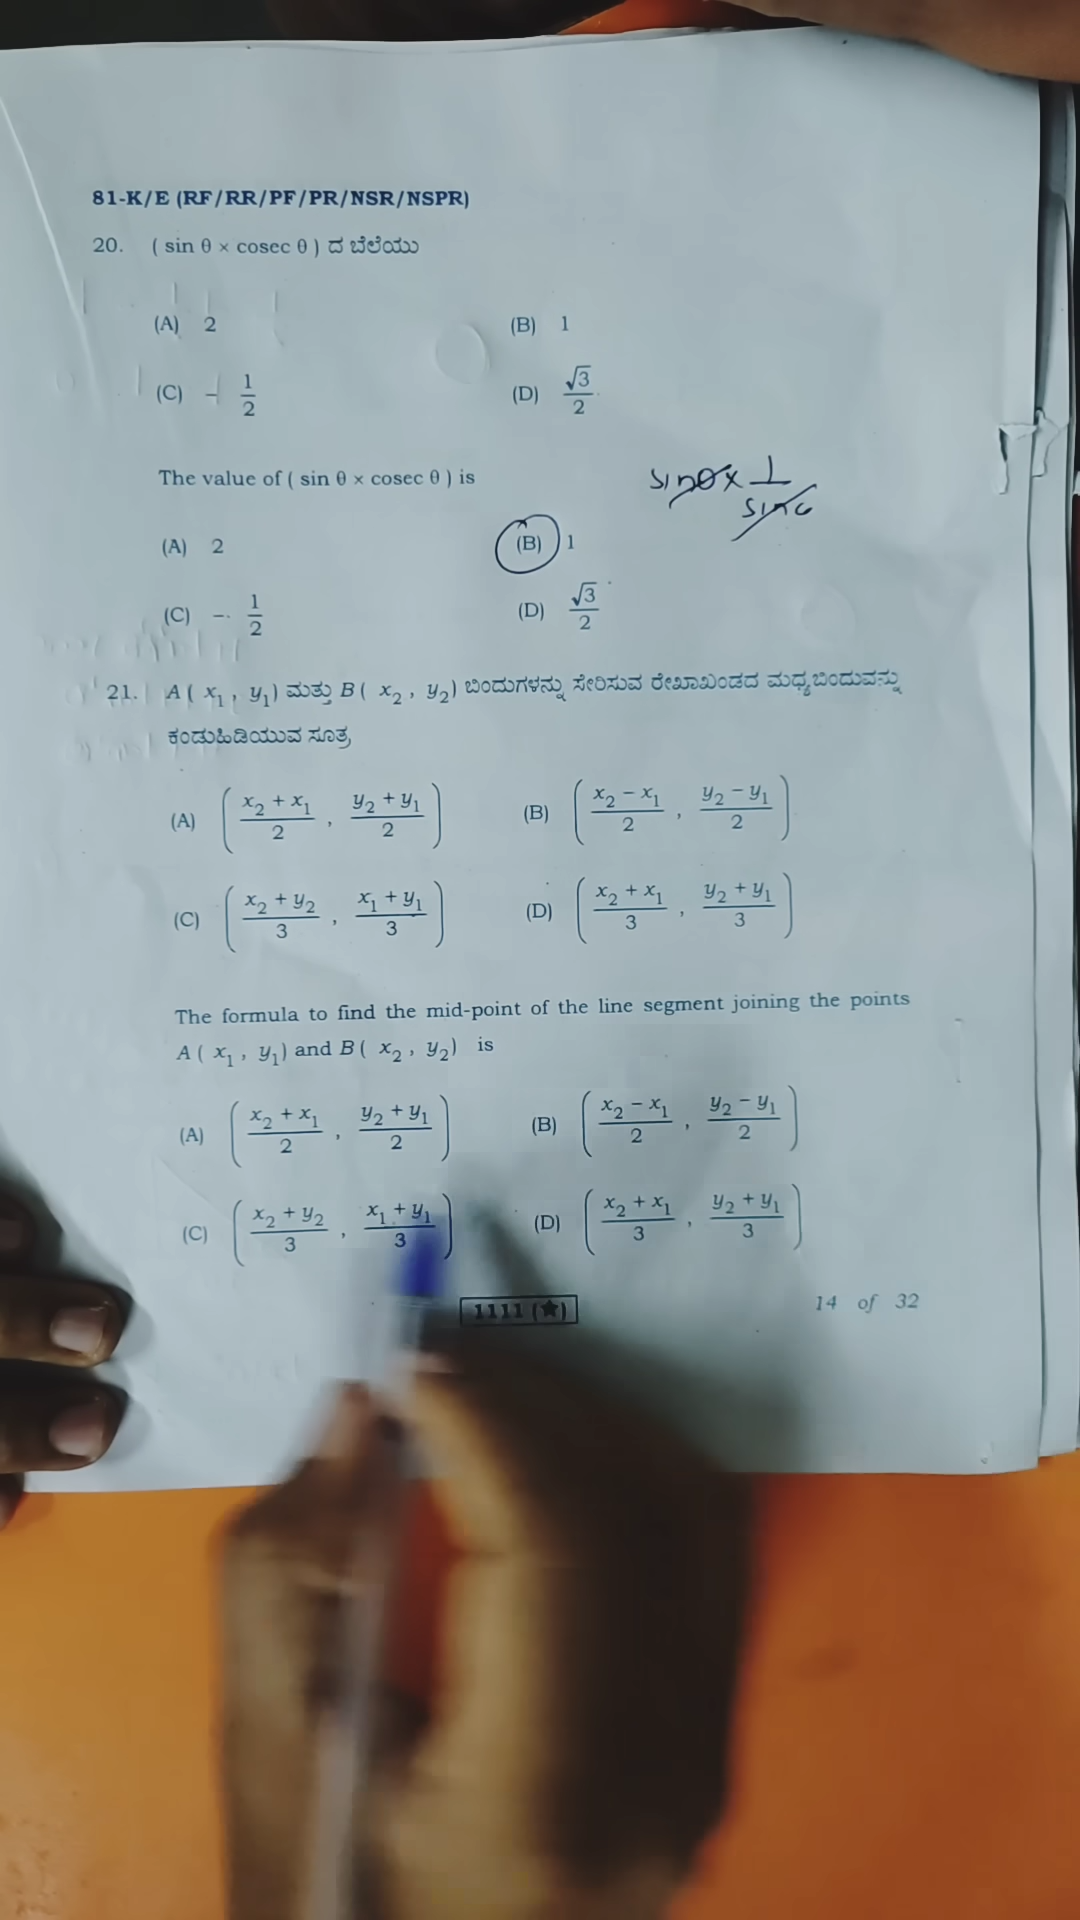 81-K/E (RF/RR/PF/PR/NSR/NSPR)
20. ( sin θ × cosec θ ) ದ ಬೆಲೆಯು
(A) 2 (B) 1
(C) – 1/2 (D) √3/2
The value of ( sin θ × cosec θ ) is
sinθ × 1/sinθ
(A) 2 (B) 1
(C) – 1/2 (D) √3/2
21. A ( x₁ , y₁) ಮತ್ತು B ( x₂ , y₂) ಬಿಂದುಗಳನ್ನು ಸೇರಿಸುವ ರೇಖಾಖಂಡದ ಮಧ್ಯಬಿಂದುವನ್ನು
ಕಂಡುಹಿಡಿಯುವ ಸೂತ್ರ
(A) ( (x₂ + x₁)/2 , (y₂ + y₁)/2 ) (B) ( (x₂ – x₁)/2 , (y₂ – y₁)/2 )
(C) ( (x₂ + y₂)/3 , (x₁ + y₁)/3 ) (D) ( (x₂ + x₁)/3 , (y₂ + y₁)/3 )
The formula to find the mid-point of the line segment joining the points
A ( x₁ , y₁) and B ( x₂ , y₂) is
(A) ( (x₂ + x₁)/2 , (y₂ + y₁)/2 ) (B) ( (x₂ – x₁)/2 , (y₂ – y₁)/2 )
(C) ( (x₂ + y₂)/3 , (x₁ + y₁)/3 ) (D) ( (x₂ + x₁)/3 , (y₂ + y₁)/3 )
1111 (★) 14 of 32